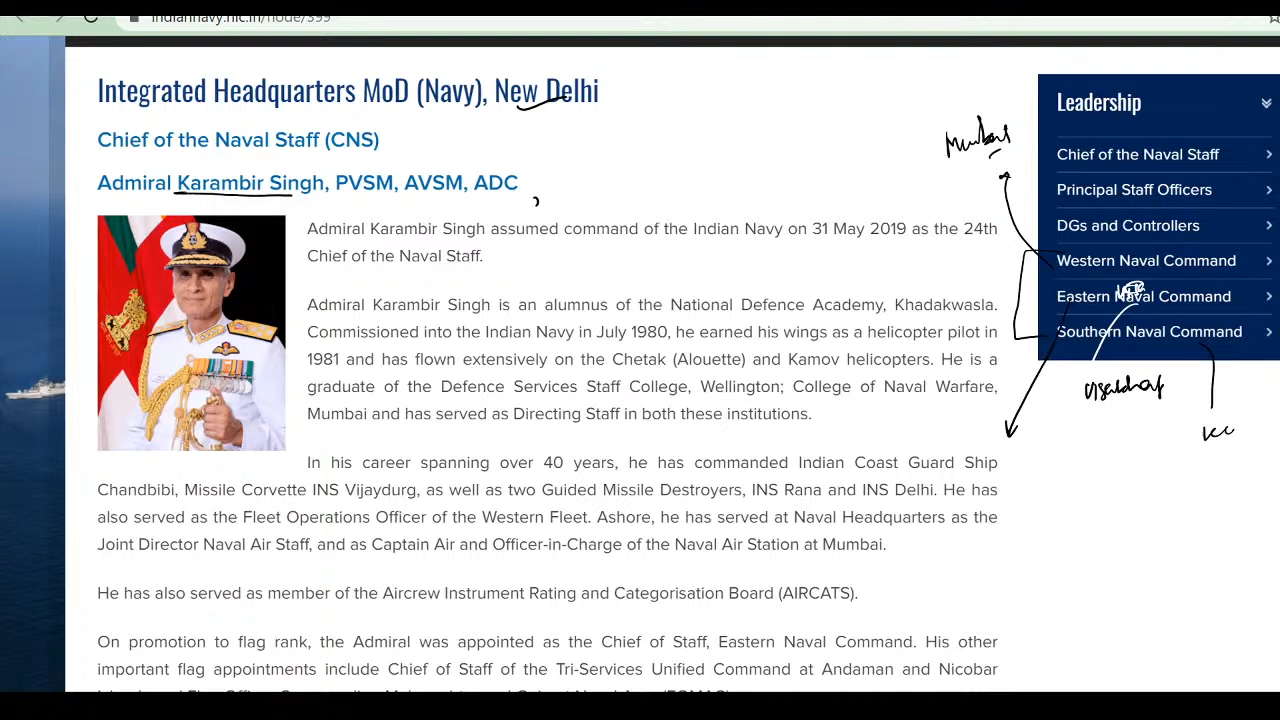 indiannavy.nic.in/node/399
Integrated Headquarters MoD (Navy), New Delhi
Chief of the Naval Staff (CNS)
Admiral Karambir Singh, PVSM, AVSM, ADC
Admiral Karambir Singh assumed command of the Indian Navy on 31 May 2019 as the 24th
Chief of the Naval Staff.
Admiral Karambir Singh is an alumnus of the National Defence Academy, Khadakwasla.
Commissioned into the Indian Navy in July 1980, he earned his wings as a helicopter pilot in
1981 and has flown extensively on the Chetak (Alouette) and Kamov helicopters. He is a
graduate of the Defence Services Staff College, Wellington; College of Naval Warfare,
Mumbai and has served as Directing Staff in both these institutions.
In his career spanning over 40 years, he has commanded Indian Coast Guard Ship
Chandbibi, Missile Corvette INS Vijaydurg, as well as two Guided Missile Destroyers, INS Rana and INS Delhi. He has
also served as the Fleet Operations Officer of the Western Fleet. Ashore, he has served at Naval Headquarters as the
Joint Director Naval Air Staff, and as Captain Air and Officer-in-Charge of the Naval Air Station at Mumbai.
He has also served as member of the Aircrew Instrument Rating and Categorisation Board (AIRCATS).
On promotion to flag rank, the Admiral was appointed as the Chief of Staff, Eastern Naval Command. His other
important flag appointments include Chief of Staff of the Tri-Services Unified Command at Andaman and Nicobar
Leadership
Chief of the Naval Staff
Principal Staff Officers
DGs and Controllers
Western Naval Command
Eastern Naval Command
Southern Naval Command
Mumbai